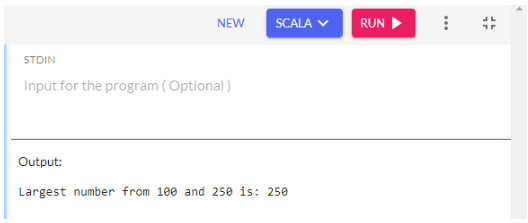 NEW SCALA RUN
STDIN
Input for the program ( Optional )
Output:
Largest number from 100 and 250 is: 250